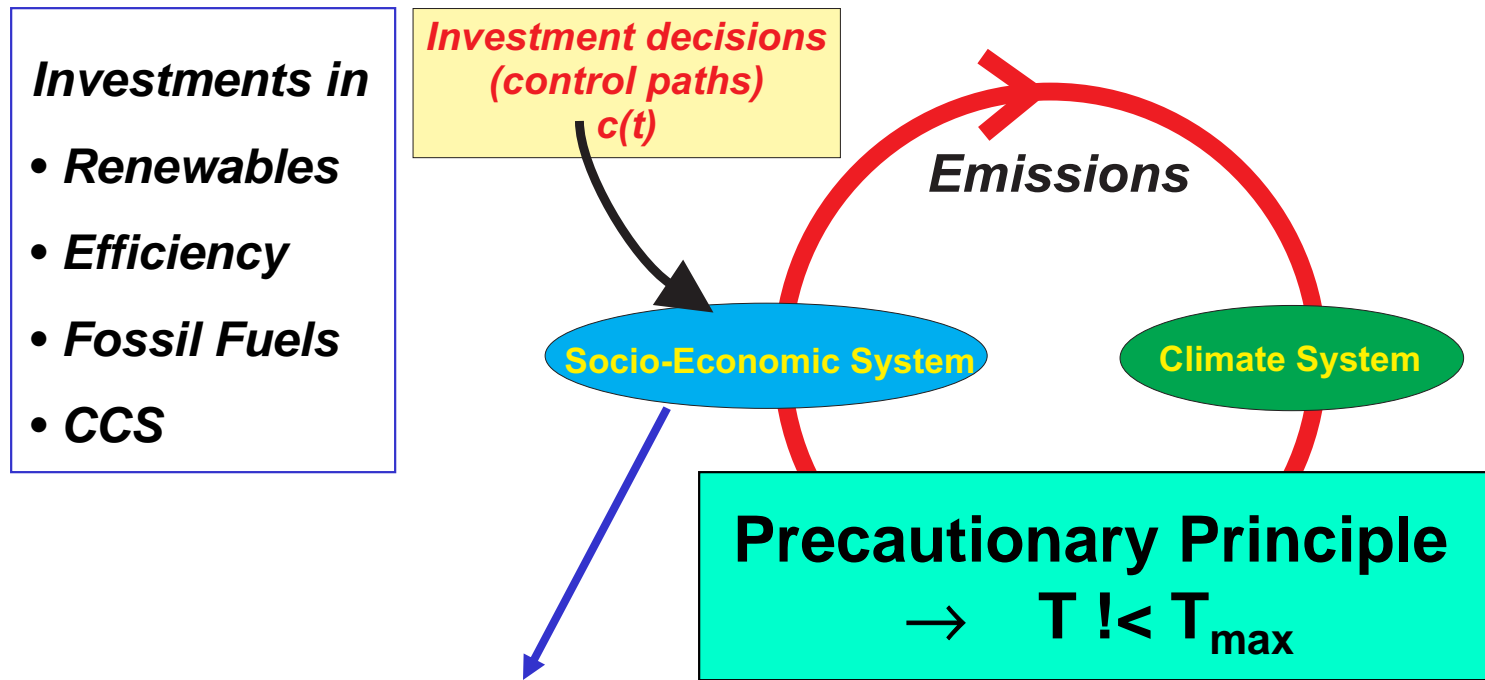 Investments in
• Renewables
• Efficiency
• Fossil Fuels
• CCS
Investment decisions
(control paths)
c(t)
Emissions
Socio-Economic System
Climate System
Precautionary Principle
→ T !< Tmax